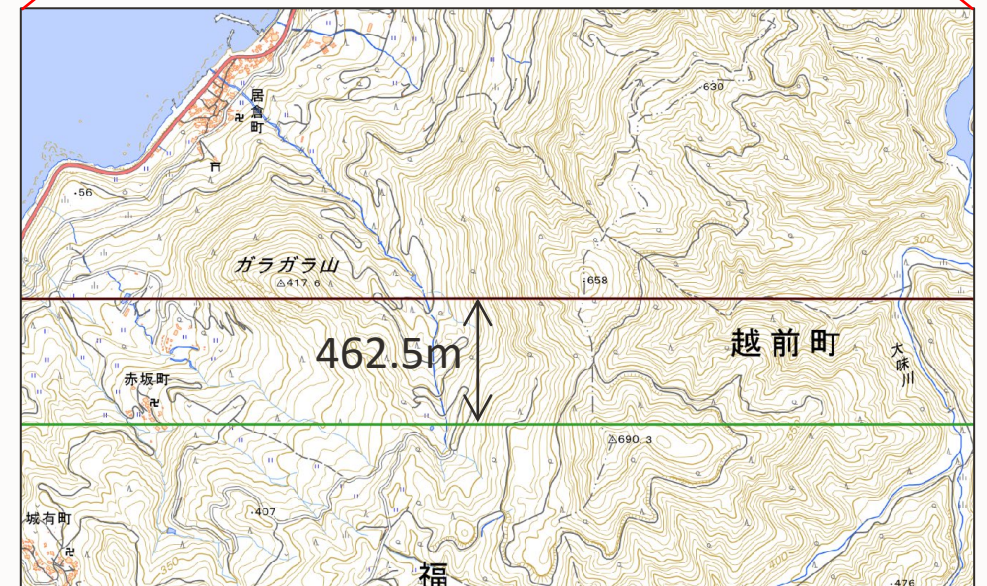 居倉町
・630
・56
300
ガラガラ山
△417.6
・658
462.5m
越前町
大味川
赤坂町
△690.3
・407
城有町
350
400
福
・476